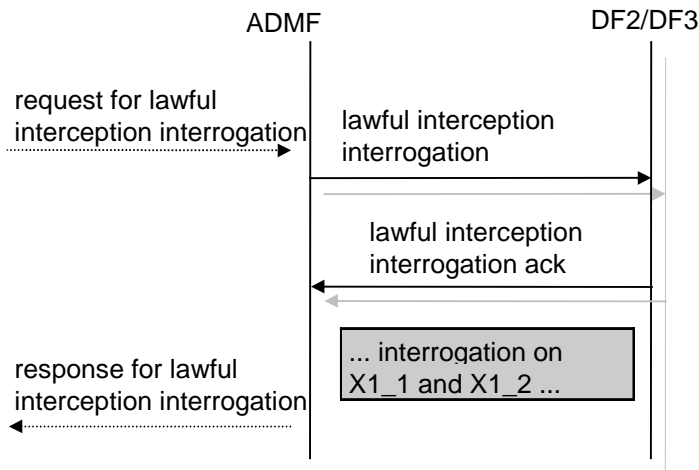 ADMF
DF2/DF3
request for lawful
interception interrogation
lawful interception
interrogation
lawful interception
interrogation ack
... interrogation on
X1_1 and X1_2 ...
response for lawful
interception interrogation